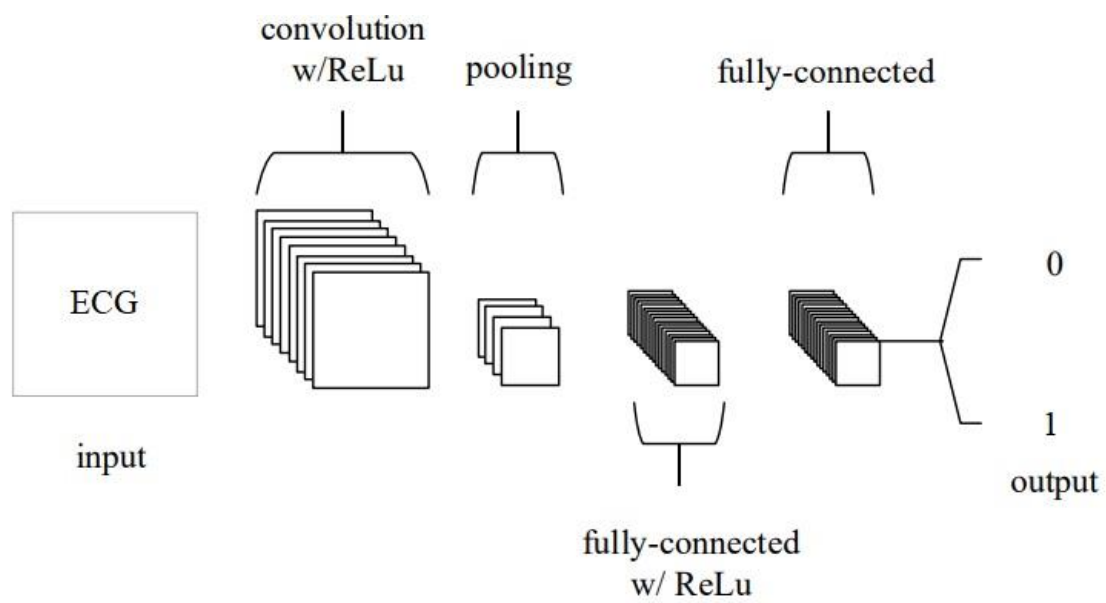 convolution
w/ReLu
pooling
fully-connected
ECG
input
0
1
output
fully-connected
w/ ReLu